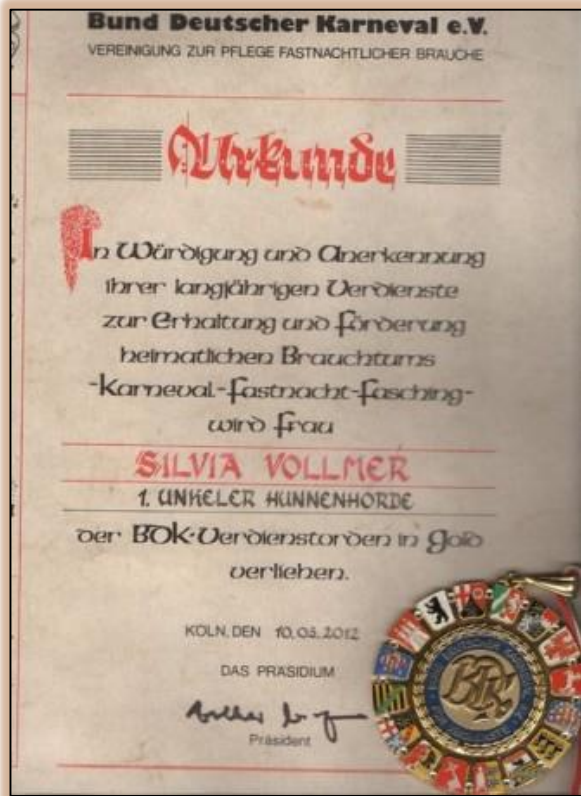 Bund Deutscher Karneval e.V.
VEREINIGUNG ZUR PFLEGE FASTNACHTLICHER BRÄUCHE
Urkunde
In Würdigung und Anerkennung
ihrer langjährigen Verdienste
zur Erhaltung und Förderung
heimatlichen Brauchtums
-Karneval-Fastnacht-Fasching-
wird Frau
SILVIA VOLLMER
1. UNKELER HUNNENHORDE
der BDK-Verdienstorden in Gold
verliehen.
KÖLN, DEN 10.03.2012
DAS PRÄSIDIUM
Präsident
BDK